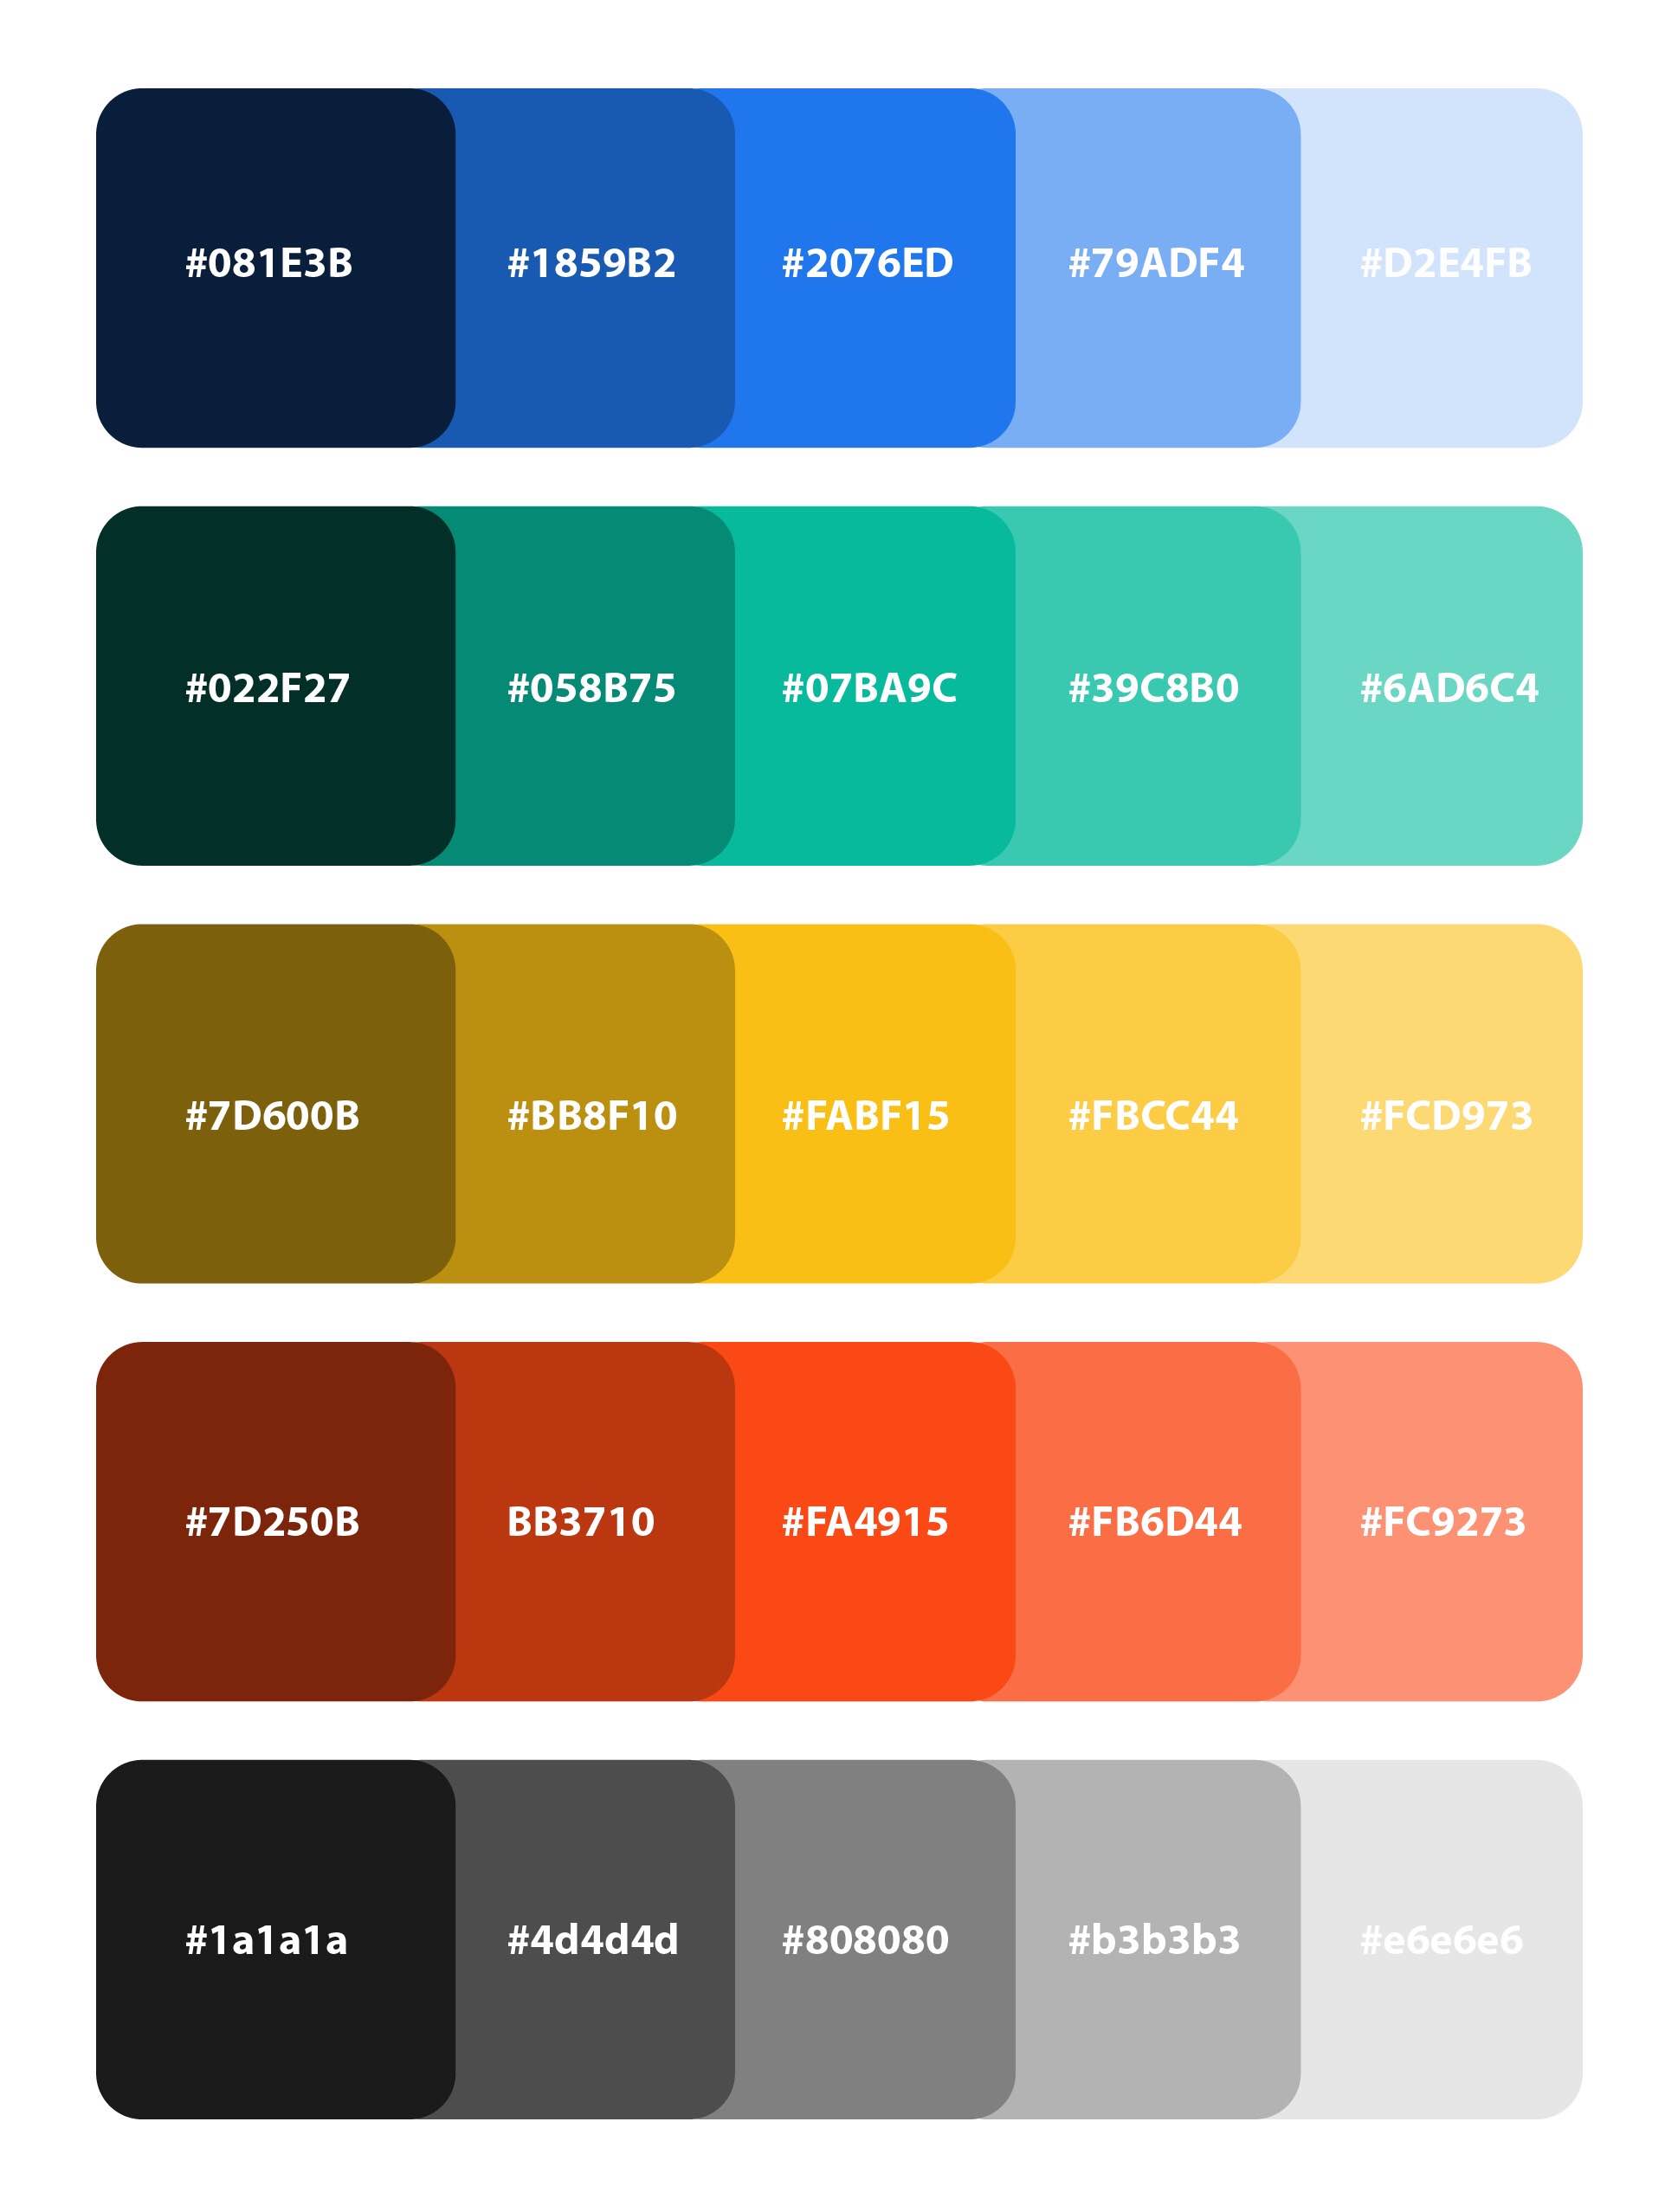 #081E3B #1859B2 #2076ED #79ADF4 #D2E4FB
#022F27 #058B75 #07BA9C #39C8B0 #6AD6C4
#7D600B #BB8F10 #FABF15 #FBCC44 #FCD973
#7D250B BB3710 #FA4915 #FB6D44 #FC9273
#1a1a1a #4d4d4d #808080 #b3b3b3 #e6e6e6